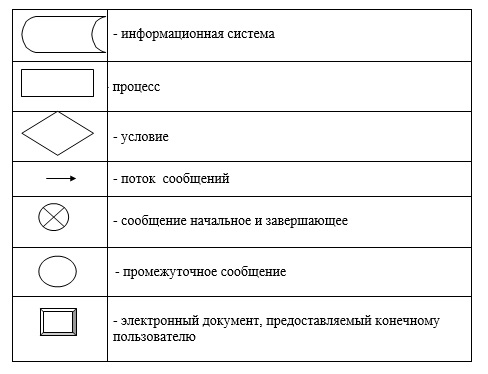 - информационная система
- процесс
- условие
- поток сообщений
- сообщение начальное и завершающее
- промежуточное сообщение
- электронный документ, предоставляемый конечному
пользователю